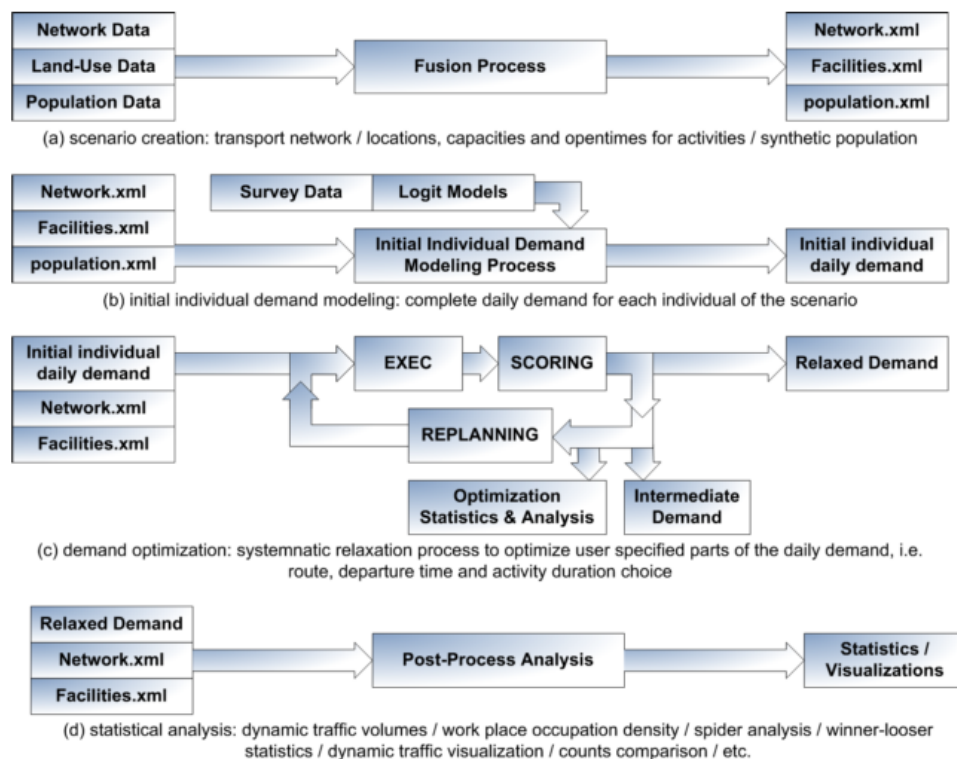 Network Data
Land-Use Data
Population Data
Fusion Process
Network.xml
Facilities.xml
population.xml
(a) scenario creation: transport network / locations, capacities and opentimes for activities / synthetic population
Network.xml
Facilities.xml
population.xml
Survey Data
Logit Models
Initial Individual Demand
Modeling Process
Initial individual
daily demand
(b) initial individual demand modeling: complete daily demand for each individual of the scenario
Initial individual
daily demand
Network.xml
Facilities.xml
EXEC
SCORING
REPLANNING
Relaxed Demand
Optimization
Statistics & Analysis
Intermediate
Demand
(c) demand optimization: systemnatic relaxation process to optimize user specified parts of the daily demand, i.e.
route, departure time and activity duration choice
Relaxed Demand
Network.xml
Facilities.xml
Post-Process Analysis
Statistics /
Visualizations
(d) statistical analysis: dynamic traffic volumes / work place occupation density / spider analysis / winner-looser
statistics / dynamic traffic visualization / counts comparison / etc.